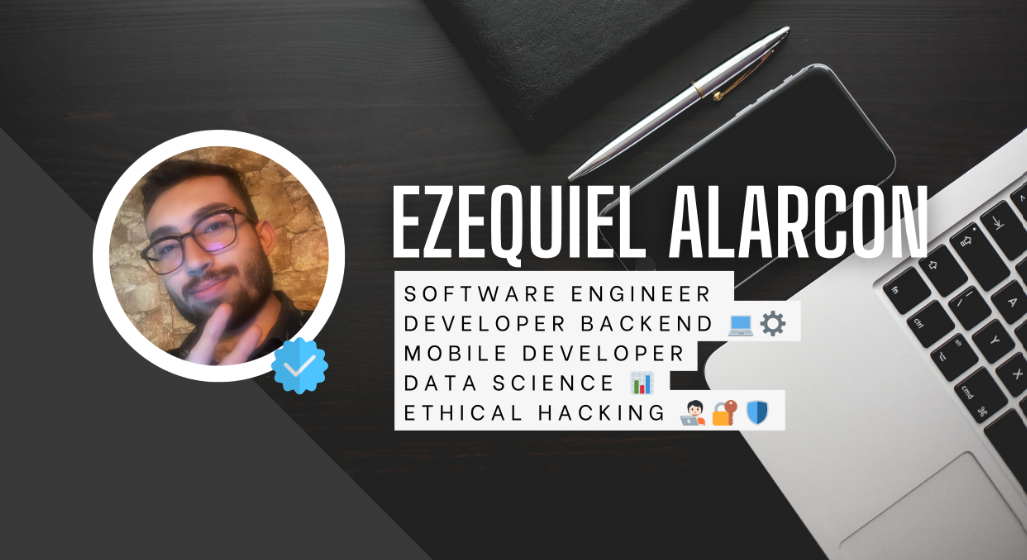 EZEQUIEL ALARCON
SOFTWARE ENGINEER
DEVELOPER BACKEND 💻⚙️
MOBILE DEVELOPER
DATA SCIENCE 📊
ETHICAL HACKING 🧑🏻‍💻🔐🛡️